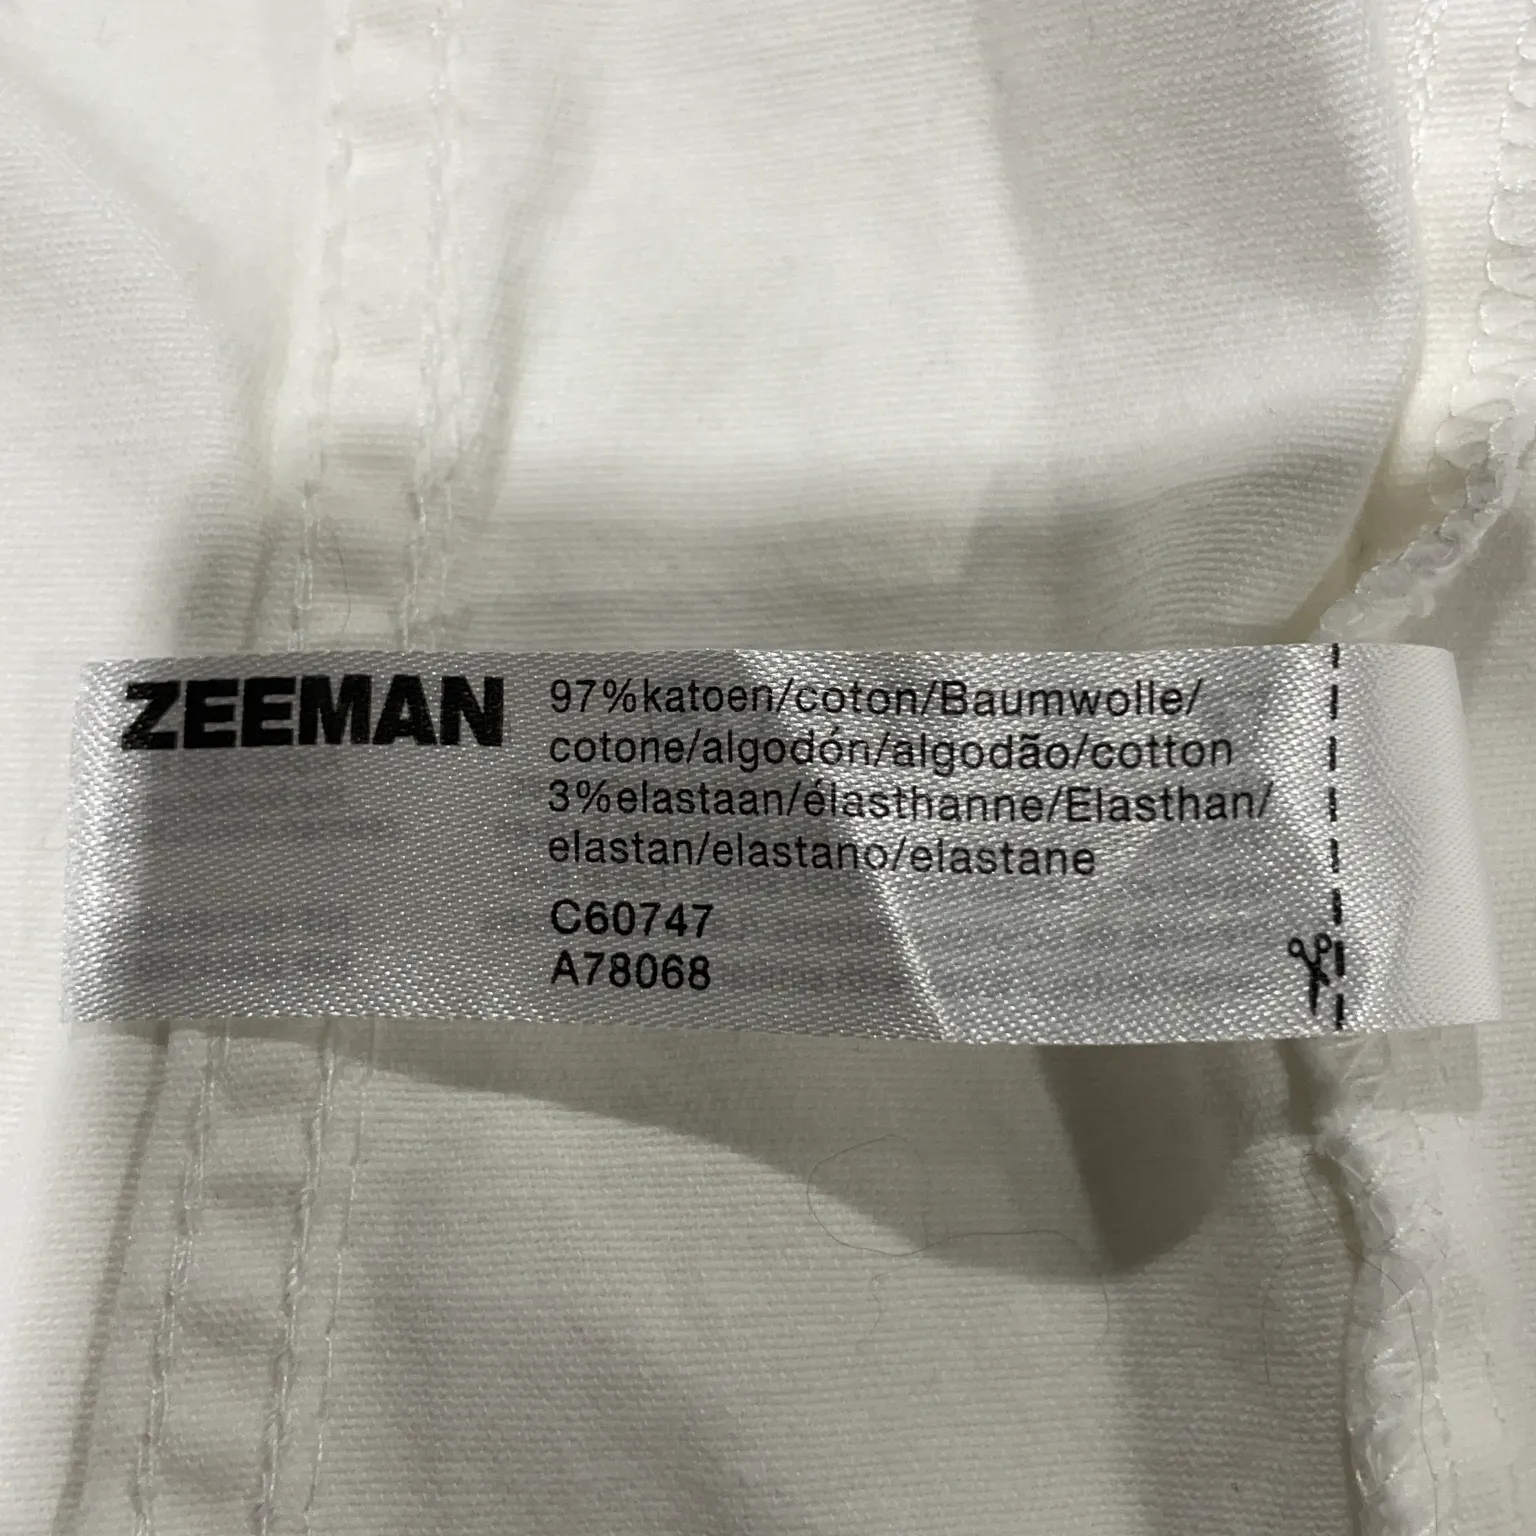 ZEEMAN
97%katoen/coton/Baumwolle/
cotone/algodón/algodão/cotton
3%elastaan/élasthanne/Elasthan/
elastan/elastano/elastane
C60747
A78068